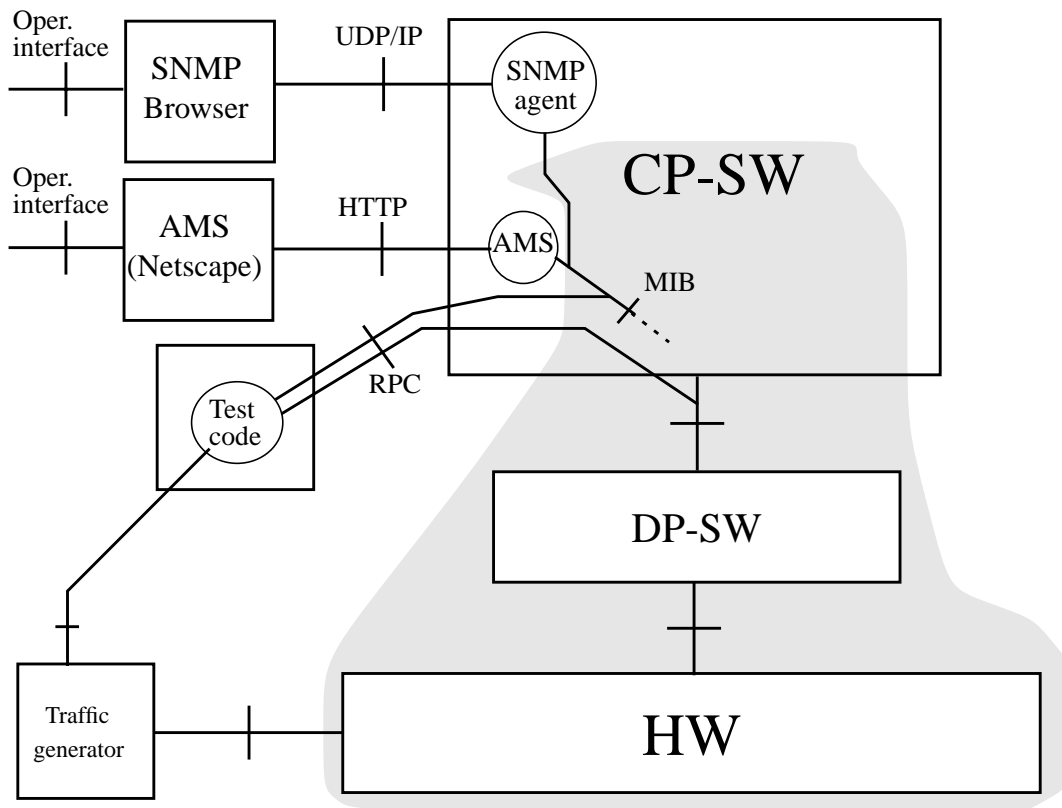 Oper.
interface
SNMP
Browser
UDP/IP
SNMP
agent
CP-SW
Oper.
interface
AMS
(Netscape)
HTTP
AMS
MIB
RPC
Test
code
DP-SW
Traffic
generator
HW